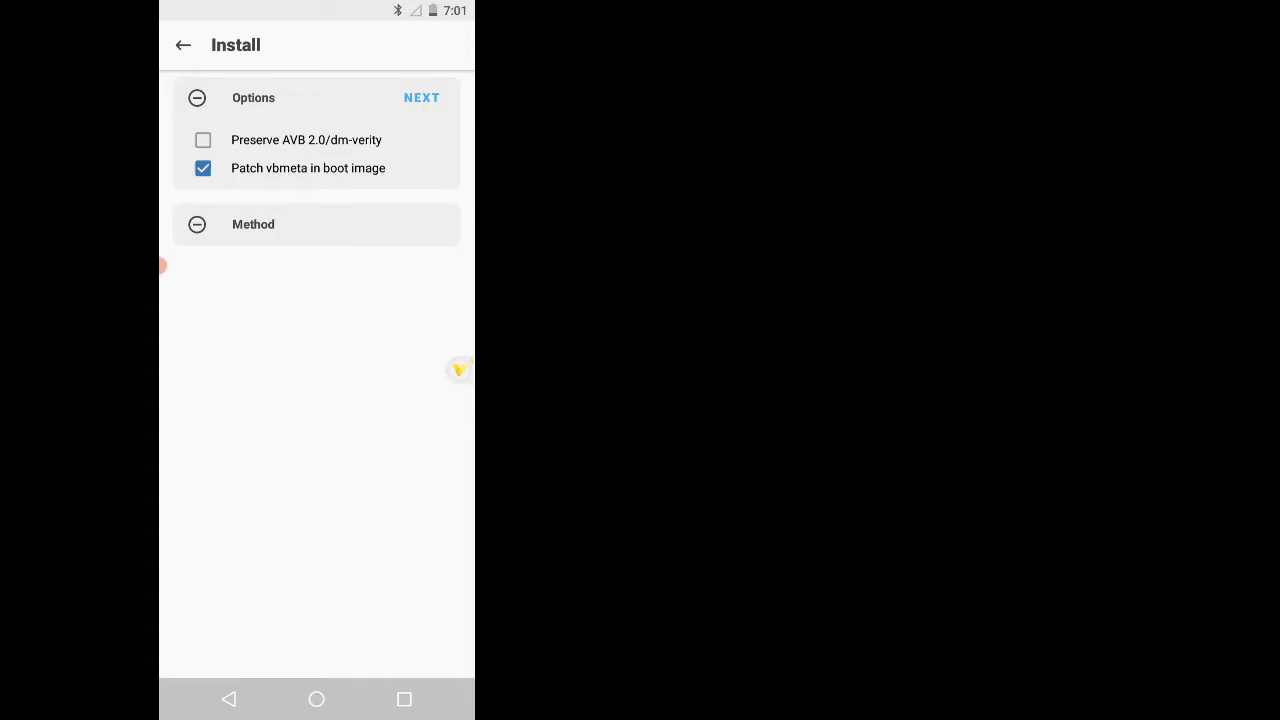 7:01
Install
Options NEXT
Preserve AVB 2.0/dm-verity
Patch vbmeta in boot image
Method